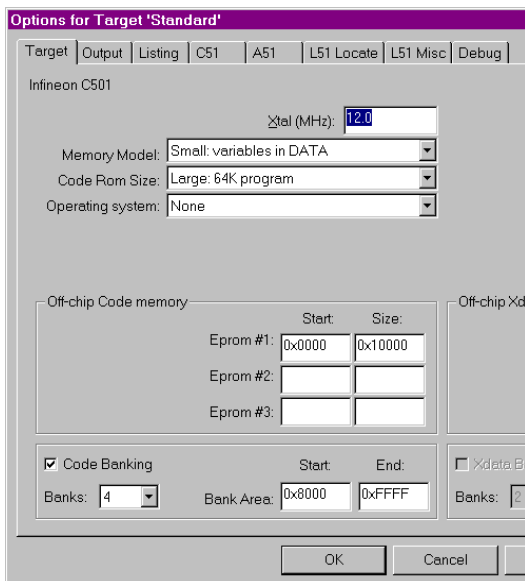 Options for Target 'Standard'
Target Output Listing C51 A51 L51 Locate L51 Misc Debug
Infineon C501
Xtal (MHz): 12.0
Memory Model: Small: variables in DATA
Code Rom Size: Large: 64K program
Operating system: None
Off-chip Code memory Off-chip Xd
Start: Size:
Eprom #1: 0x0000 0x10000
Eprom #2:
Eprom #3:
Code Banking Start: End: Xdata B
Banks: 4 Bank Area: 0x8000 0xFFFF Banks: 2
OK Cancel